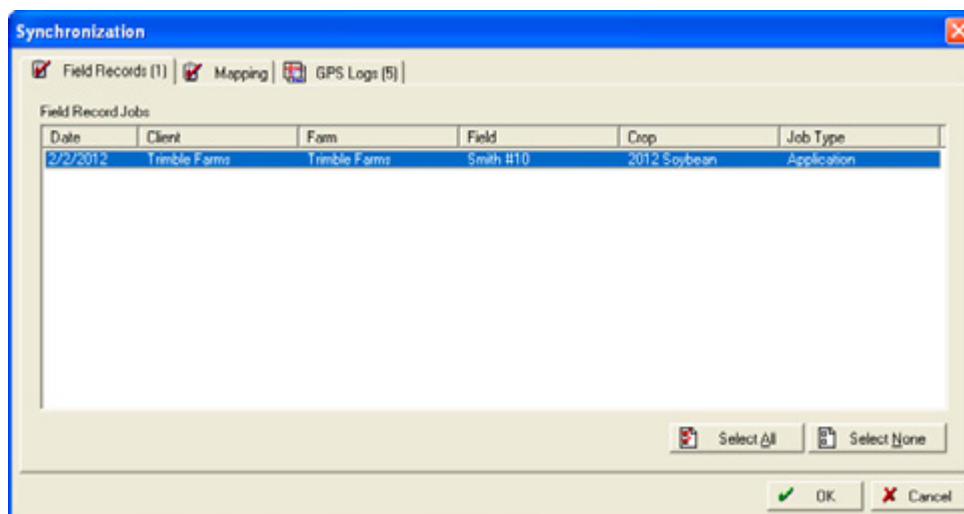 Synchronization
Field Records (1) Mapping GPS Logs (5)
Field Record Jobs
Date Client Farm Field Crop Job Type
2/2/2012 Trimble Farms Trimble Farms Smith #10 2012 Soybean Application
Select All Select None
OK Cancel